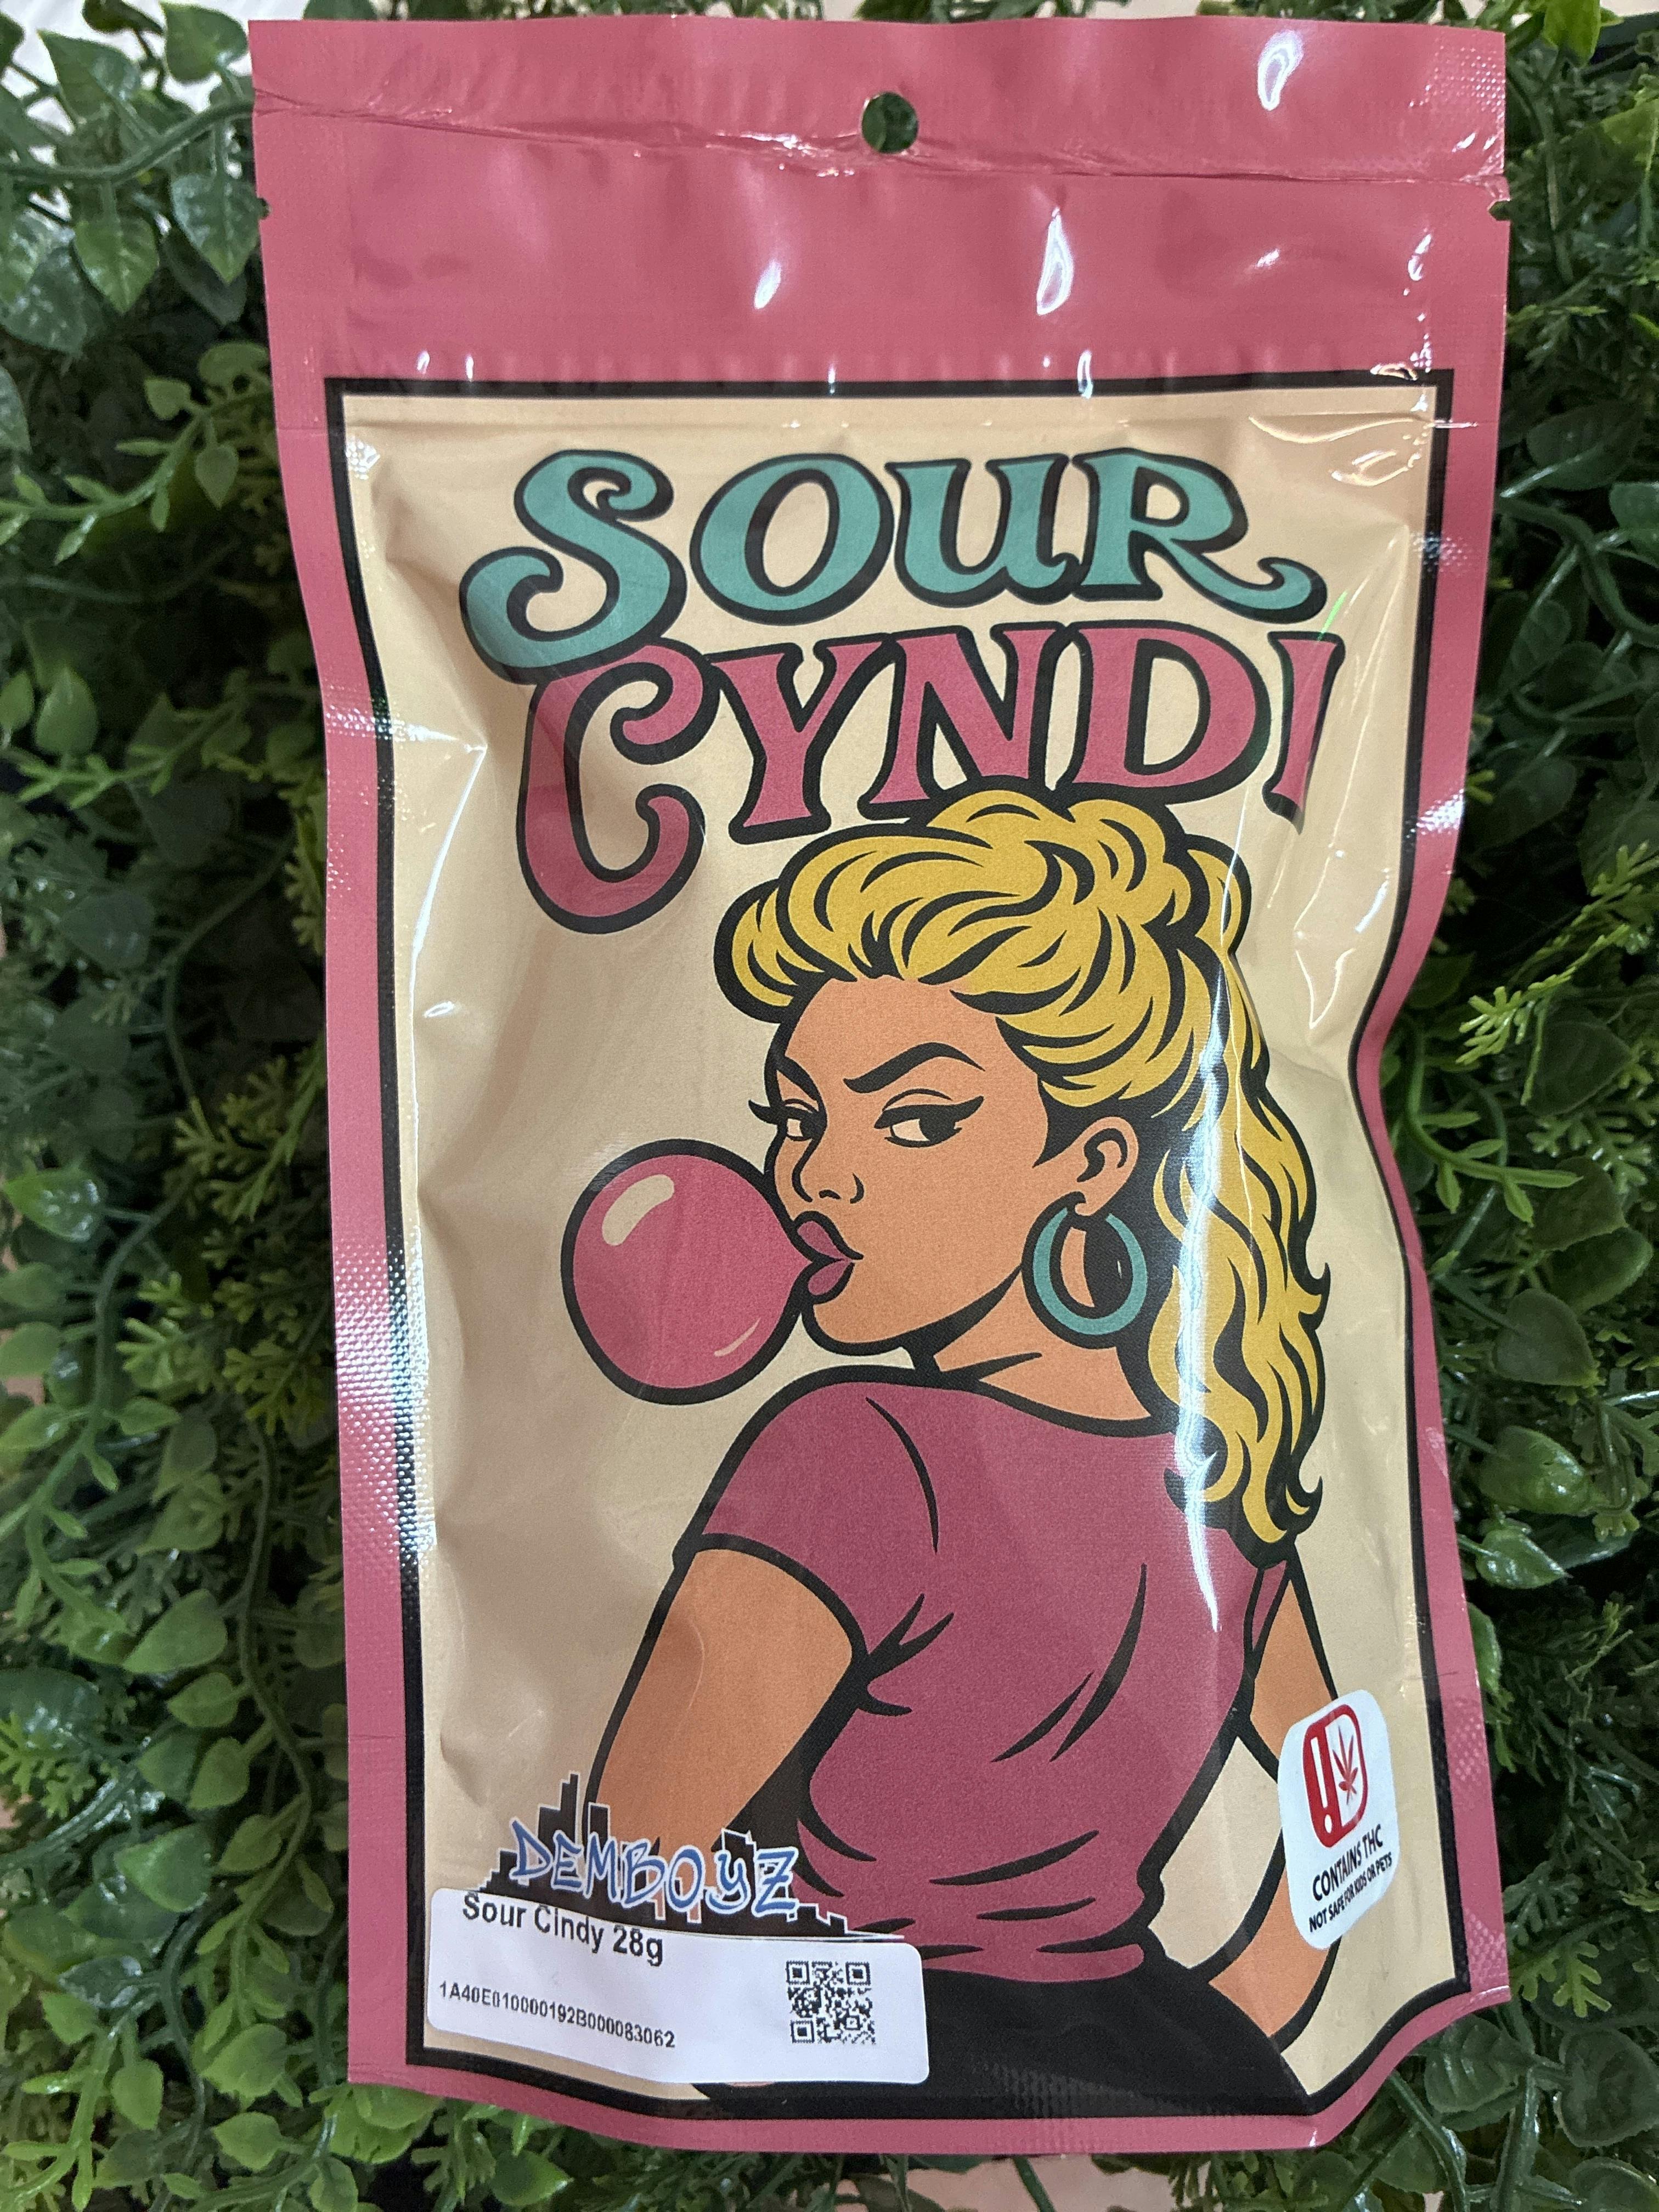 SOUR
CYNDI
DEMBOYZ
Sour Cindy 28g
1A40E010000192B000083062
CONTAINS THC
NOT SAFE FOR KIDS OR PETS